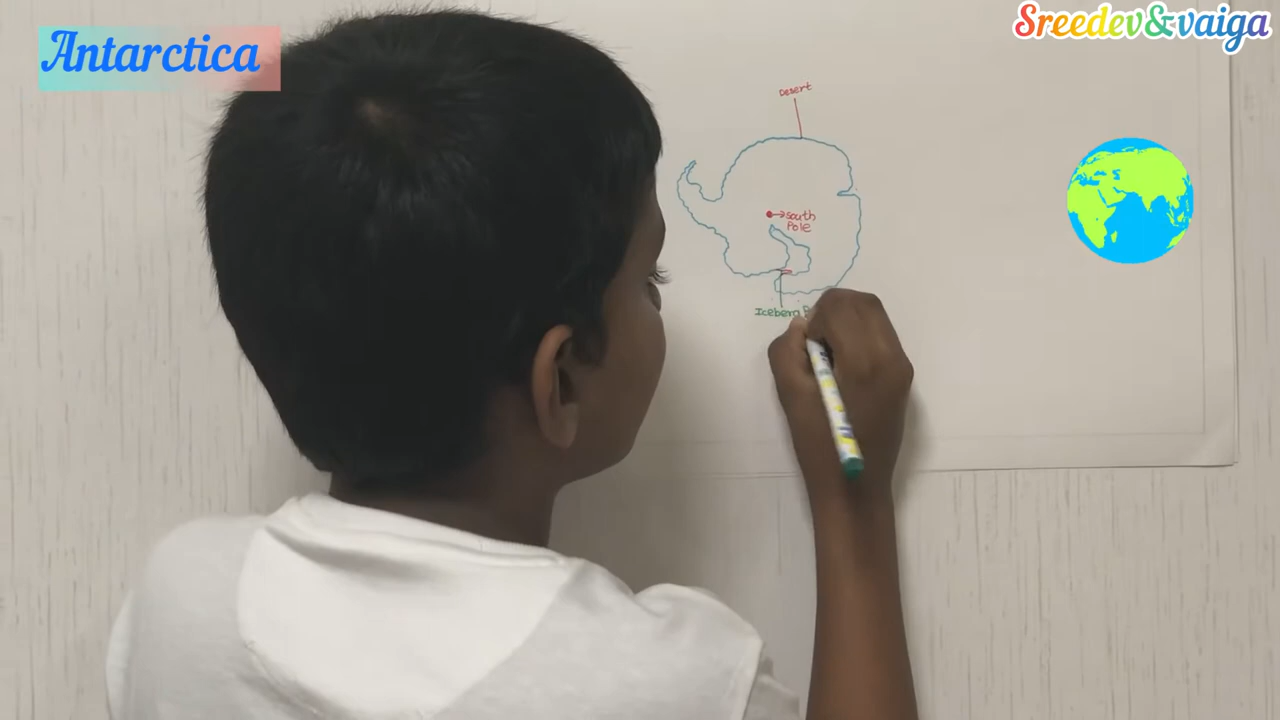 Antarctica
Sreedev&vaiga
Desert
South
Pole
Iceberg